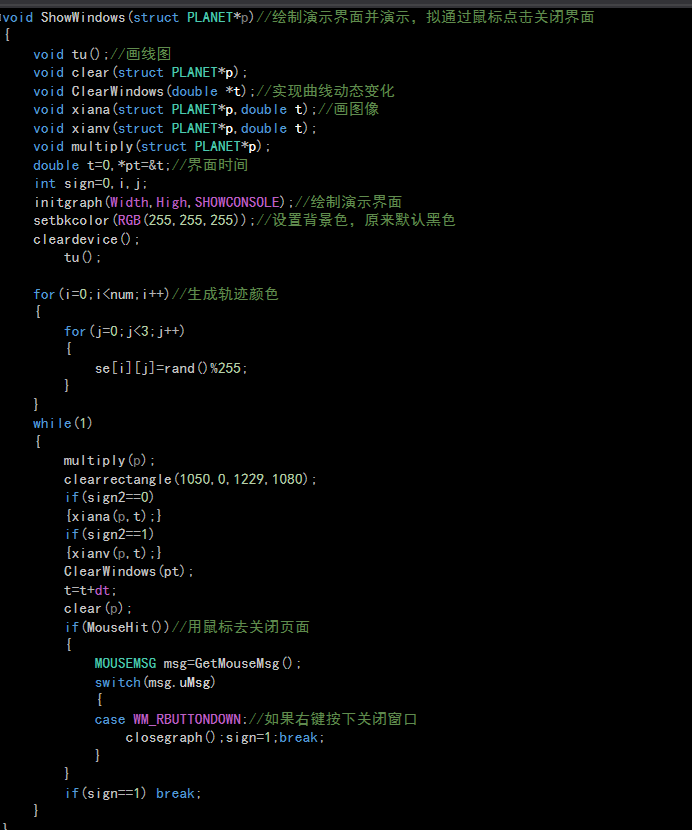 void ShowWindows(struct PLANET*p)//绘制演示界面并演示，拟通过鼠标点击关闭界面
{
void tu();//画线图
void clear(struct PLANET*p);
void ClearWindows(double *t);//实现曲线动态变化
void xiana(struct PLANET*p,double t);//画图像
void xianv(struct PLANET*p,double t);
void multiply(struct PLANET*p);
double t=0,*pt=&t;//界面时间
int sign=0,i,j;
initgraph(Width,High,SHOWCONSOLE);//绘制演示界面
setbkcolor(RGB(255,255,255));//设置背景色，原来默认黑色
cleardevice();
tu();
for(i=0;i<num;i++)//生成轨迹颜色
{
for(j=0;j<3;j++)
{
se[i][j]=rand()%255;
}
}
while(1)
{
multiply(p);
clearrectangle(1050,0,1229,1080);
if(sign2==0)
{xiana(p,t);}
if(sign2==1)
{xianv(p,t);}
ClearWindows(pt);
t=t+dt;
clear(p);
if(MouseHit())//用鼠标去关闭页面
{
MOUSEMSG msg=GetMouseMsg();
switch(msg.uMsg)
{
case WM_RBUTTONDOWN://如果右键按下关闭窗口
closegraph();sign=1;break;
}
}
if(sign==1) break;
}
}